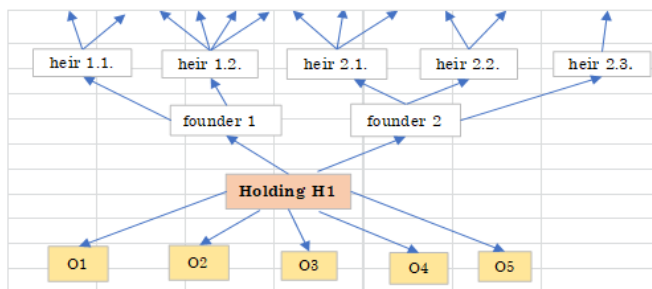 heir 1.1. heir 1.2. heir 2.1. heir 2.2. heir 2.3.
founder 1 founder 2
Holding H1
O1 O2 O3 O4 O5